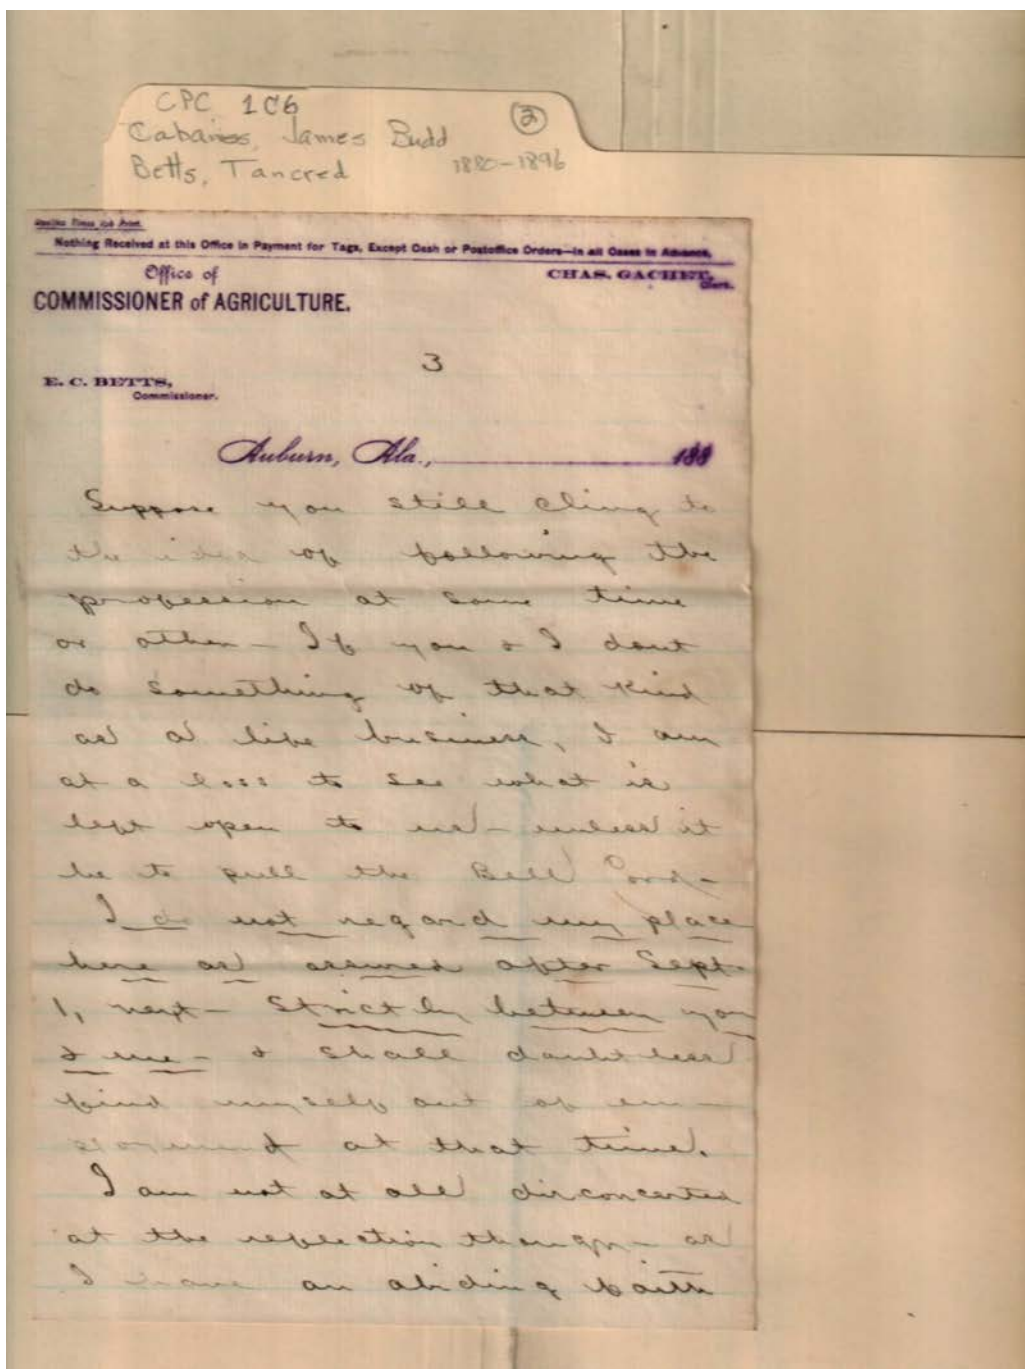 CPC 1C6
Cabaniss, James Budd
②
Betts, Tancred
1880-1896
Nothing Received at this Office in Payment for Tags, Except Cash or Postoffice Orders—in all Cases in Advance.
Office of
CHAS. GACHET,
Clerk.
COMMISSIONER of AGRICULTURE.
3
E. C. BETTS,
Commissioner.
Auburn, Ala., 188
Suppose you still cling to
the idea of following the
profession at some time
or other - If you & I dont
do something of that kind
as a life business, I am
at a loss to see what is
left open to us - unless it
be to pull the Bell Cord -
I do not regard my place
here as assured after Sept.
1, next - Strictly between you
& me - I shall doubtless
find myself out of em-
ployment at that time.
I am not at all disconcerted
at the reflection though - as
I have an abiding faith